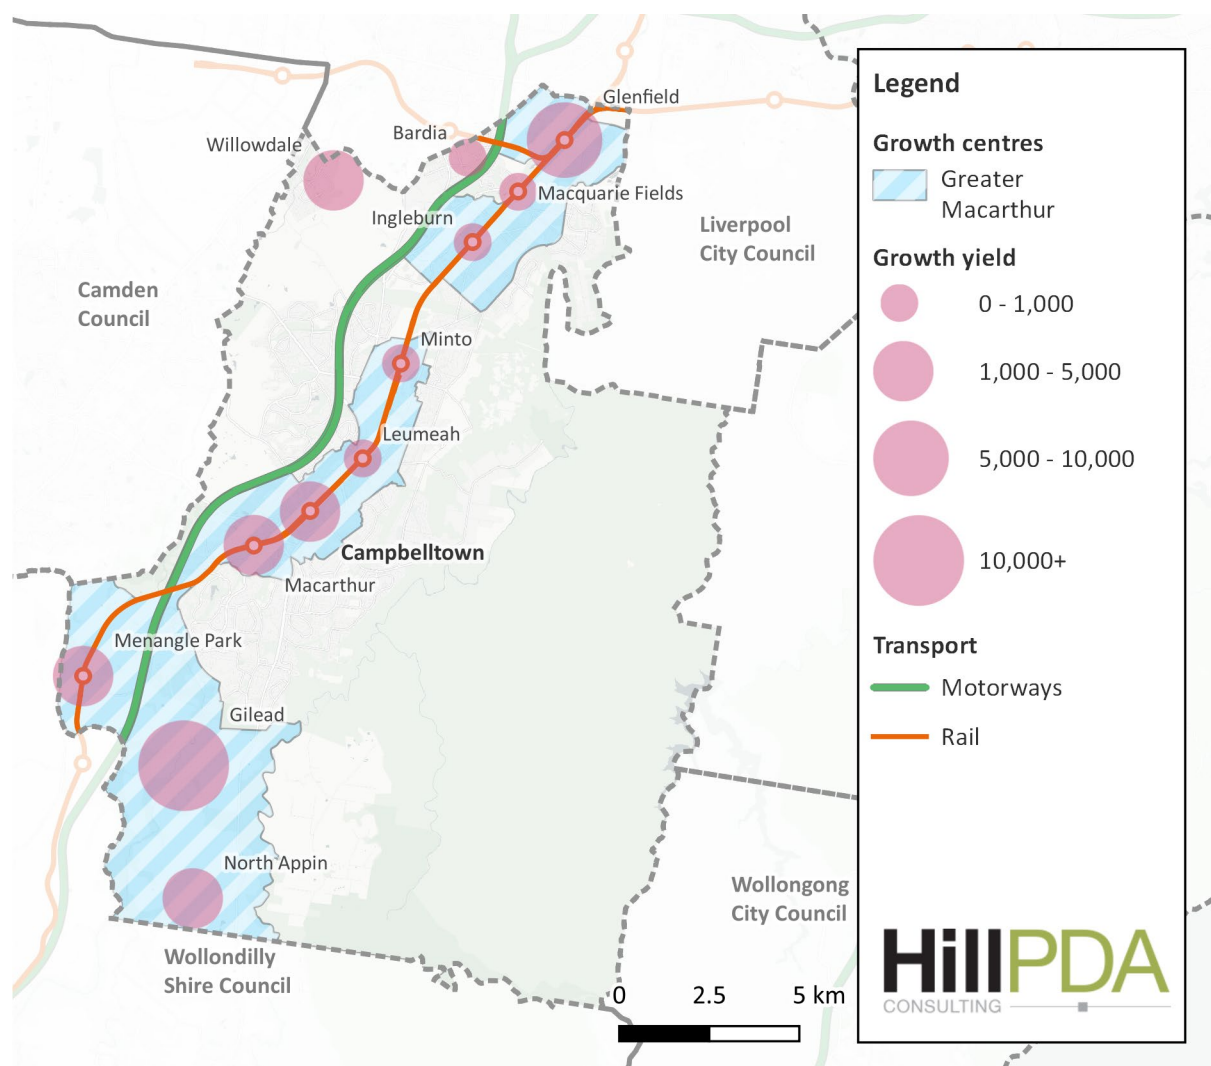 Glenfield
Bardia
Willowdale
Macquarie Fields
Ingleburn
Liverpool
City Council
Camden
Council
Minto
Leumeah
Campbelltown
Macarthur
Menangle Park
Gilead
North Appin
Wollongong
City Council
Wollondilly
Shire Council
0 2.5 5 km
Legend
Growth centres
Greater
Macarthur
Growth yield
0 - 1,000
1,000 - 5,000
5,000 - 10,000
10,000+
Transport
Motorways
Rail
HillPDA
CONSULTING